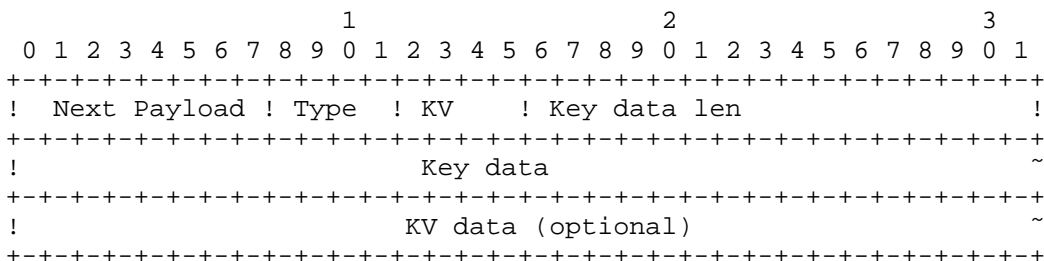 1                   2                   3
 0 1 2 3 4 5 6 7 8 9 0 1 2 3 4 5 6 7 8 9 0 1 2 3 4 5 6 7 8 9 0 1
+-+-+-+-+-+-+-+-+-+-+-+-+-+-+-+-+-+-+-+-+-+-+-+-+-+-+-+-+-+-+-+-+
!  Next Payload ! Type  ! KV    ! Key data len                  !
+-+-+-+-+-+-+-+-+-+-+-+-+-+-+-+-+-+-+-+-+-+-+-+-+-+-+-+-+-+-+-+-+
!                         Key data                              ~
+-+-+-+-+-+-+-+-+-+-+-+-+-+-+-+-+-+-+-+-+-+-+-+-+-+-+-+-+-+-+-+-+
!                        KV data (optional)                     ~
+-+-+-+-+-+-+-+-+-+-+-+-+-+-+-+-+-+-+-+-+-+-+-+-+-+-+-+-+-+-+-+-+